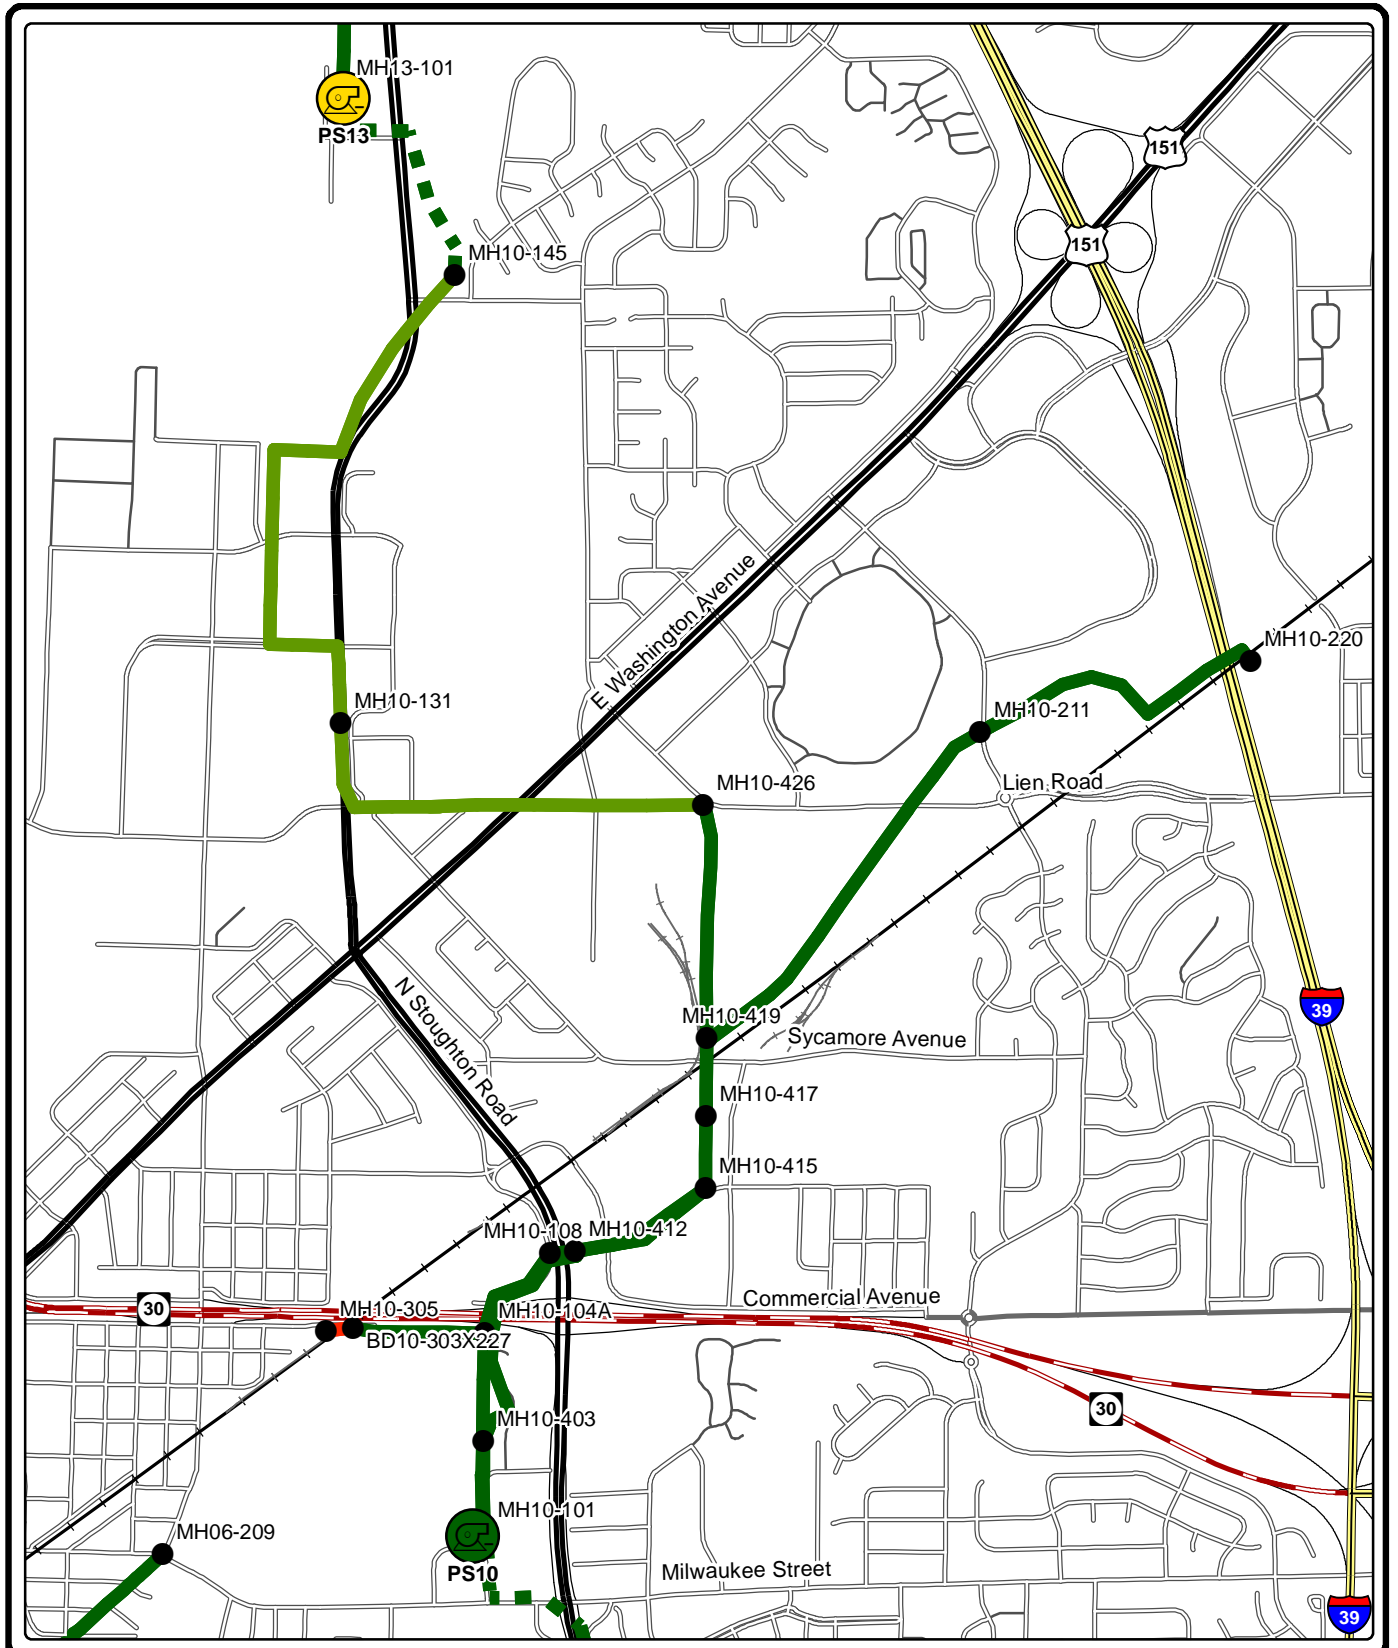 MH13-101
PS13
151
151
MH10-145
E Washington Avenue
MH10-220
MH10-131
MH10-211
MH10-426
Lien Road
N Stoughton Road
39
MH10-419
Sycamore Avenue
MH10-417
MH10-415
MH10-108
MH10-412
30
MH10-305
MH10-104A
Commercial Avenue
BD10-303X227
30
MH10-403
MH10-101
MH06-209
PS10
Milwaukee Street
39